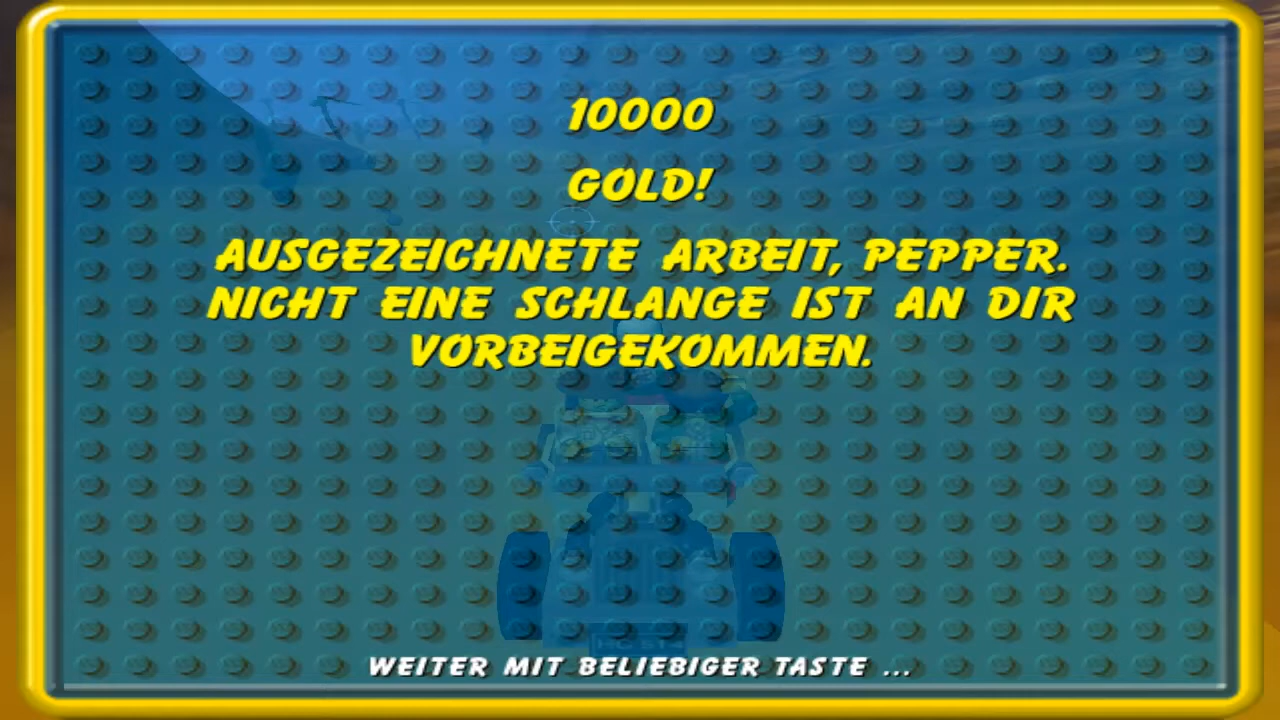 10000
GOLD!
AUSGEZEICHNETE ARBEIT, PEPPER.
NICHT EINE SCHLANGE IST AN DIR
VORBEIGEKOMMEN.
WEITER MIT BELIEBIGER TASTE ...